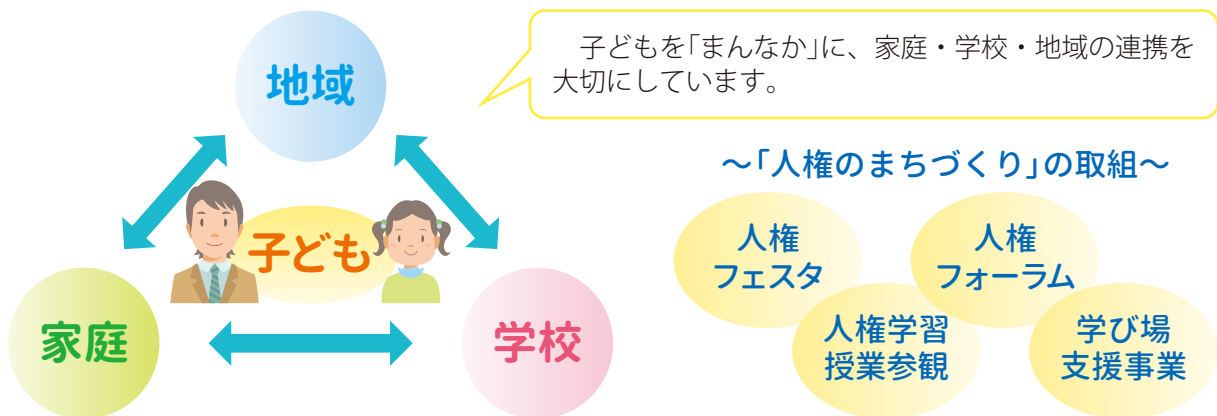 地域
子どもを「まんなか」に、家庭・学校・地域の連携を
大切にしています。
子ども
家庭
学校
～「人権のまちづくり」の取組～
人権
フェスタ
人権
フォーラム
人権学習
授業参観
学び場
支援事業